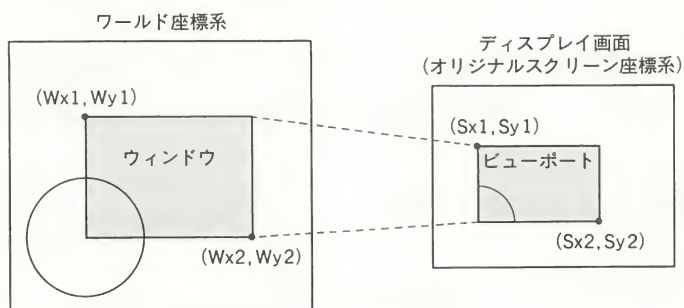 ワールド座標系
ディスプレイ画面
(オリジナルスクリーン座標系)
(Wx1,Wy1)
(Sx1,Sy1)
ウィンドウ
ビューポート
(Wx2,Wy2)
(Sx2,Sy2)